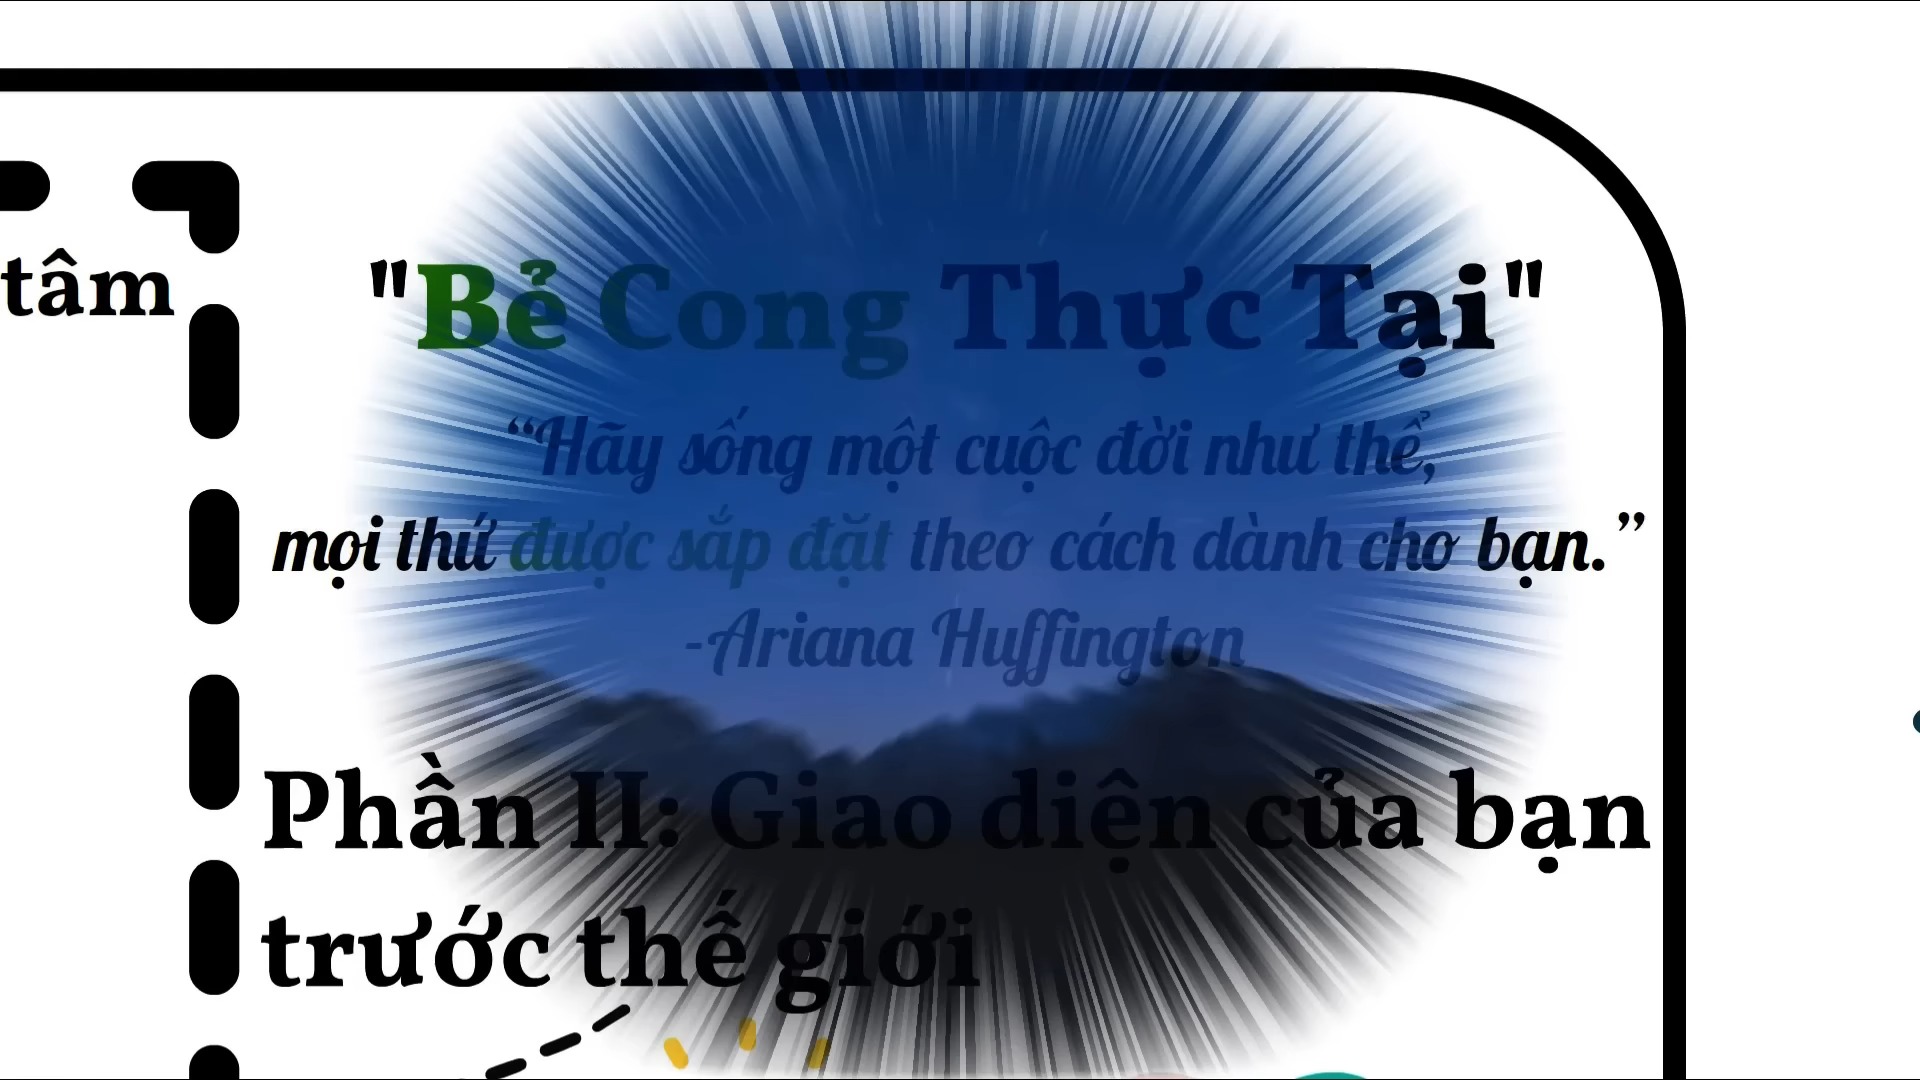 tâm
"Bẻ Cong Thực Tại"
“Hãy sống một cuộc đời như thể,
mọi thứ được sắp đặt theo cách dành cho bạn.”
-Ariana Huffington
Phần II: Giao diện của bạn
trước thế giới